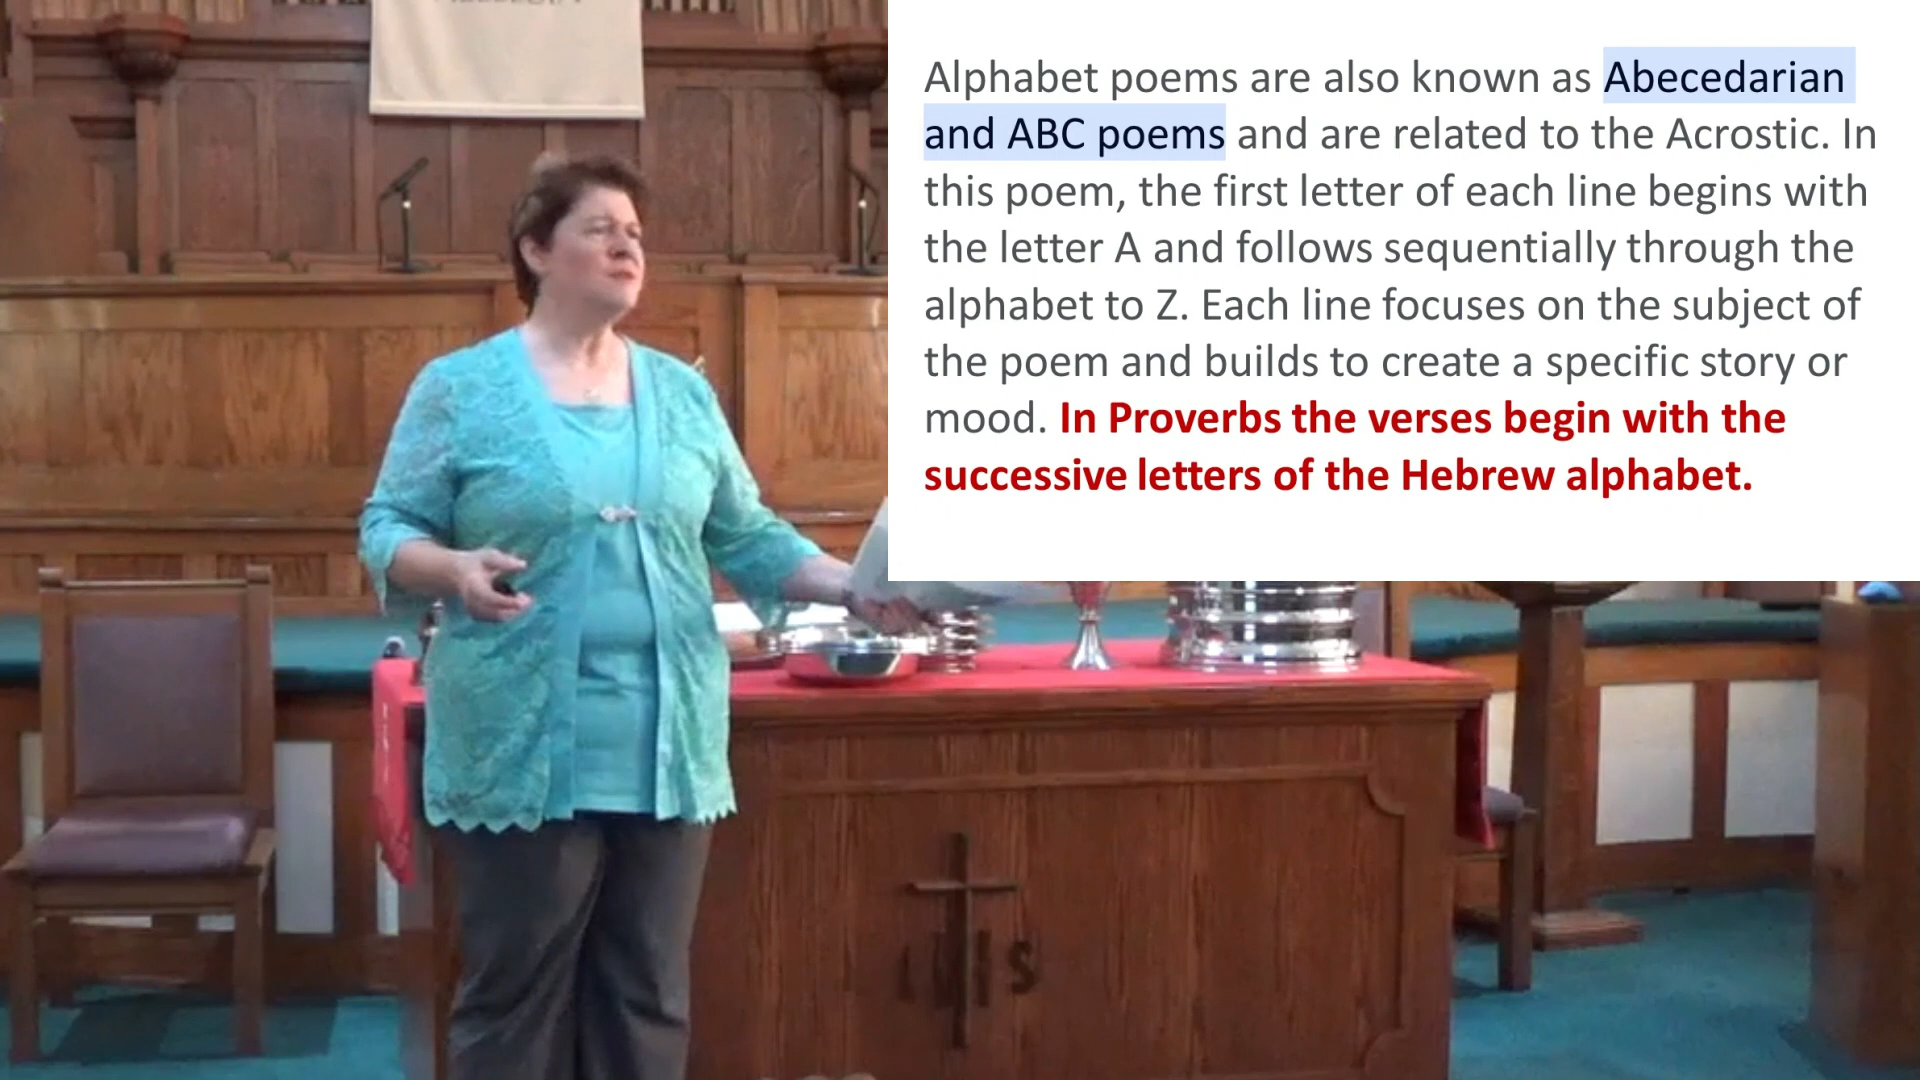 Alphabet poems are also known as Abecedarian
and ABC poems and are related to the Acrostic. In
this poem, the first letter of each line begins with
the letter A and follows sequentially through the
alphabet to Z. Each line focuses on the subject of
the poem and builds to create a specific story or
mood. In Proverbs the verses begin with the
successive letters of the Hebrew alphabet.
IHS